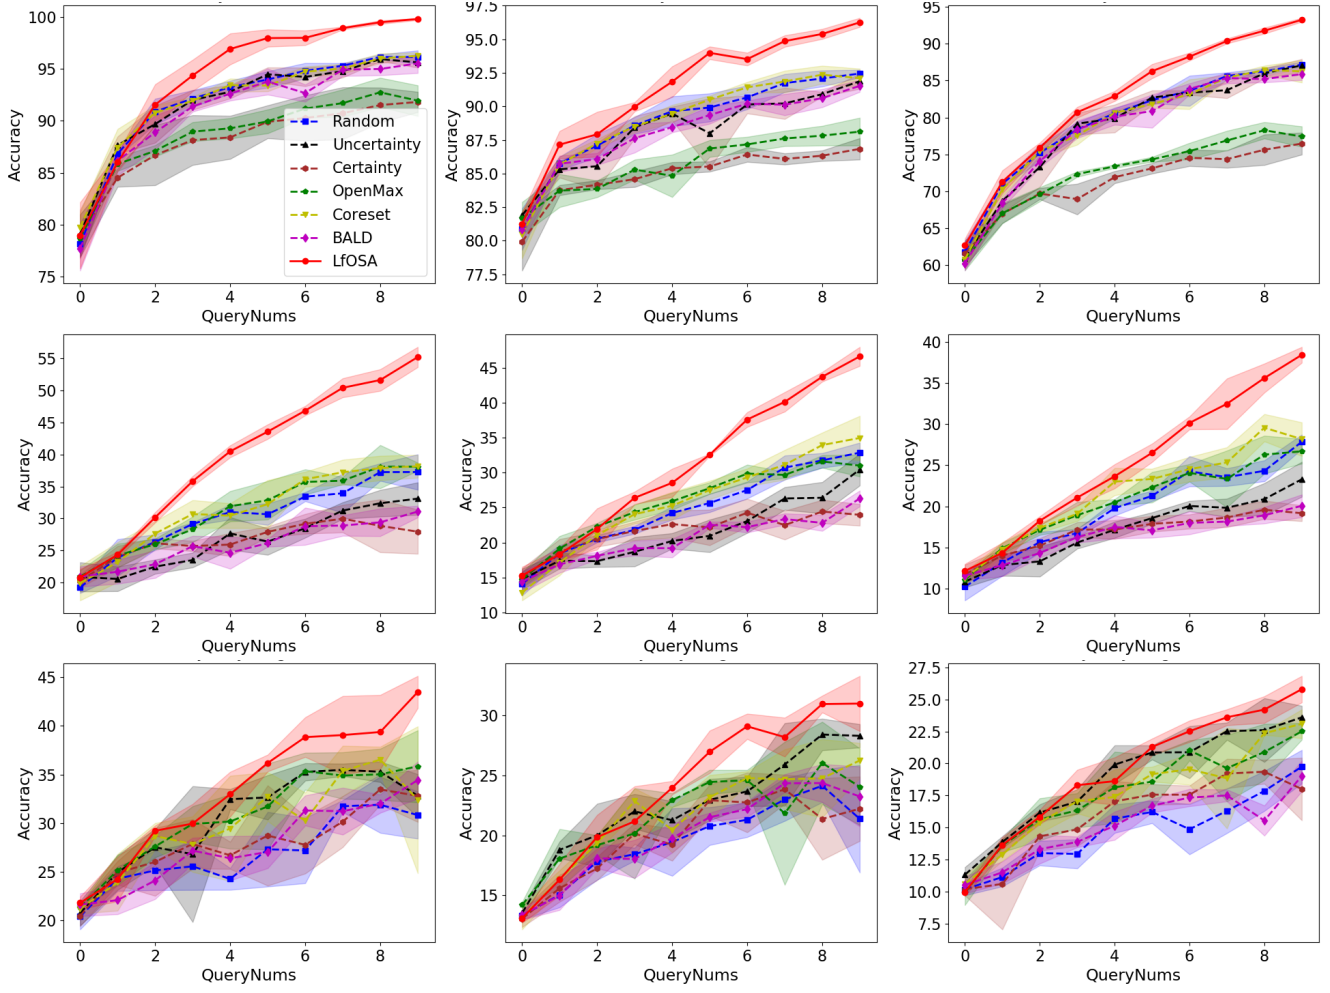 100
95
90
85
80
75
Accuracy
0 2 4 6 8
QueryNums
Random
Uncertainty
Certainty
OpenMax
Coreset
BALD
LfOSA
97.5
95.0
92.5
90.0
87.5
85.0
82.5
80.0
77.5
Accuracy
0 2 4 6 8
QueryNums
95
90
85
80
75
70
65
60
Accuracy
0 2 4 6 8
QueryNums
55
50
45
40
35
30
25
20
Accuracy
0 2 4 6 8
QueryNums
45
40
35
30
25
20
15
10
Accuracy
0 2 4 6 8
QueryNums
40
35
30
25
20
15
10
Accuracy
0 2 4 6 8
QueryNums
45
40
35
30
25
20
Accuracy
0 2 4 6 8
QueryNums
30
25
20
15
Accuracy
0 2 4 6 8
QueryNums
27.5
25.0
22.5
20.0
17.5
15.0
12.5
10.0
7.5
Accuracy
0 2 4 6 8
QueryNums